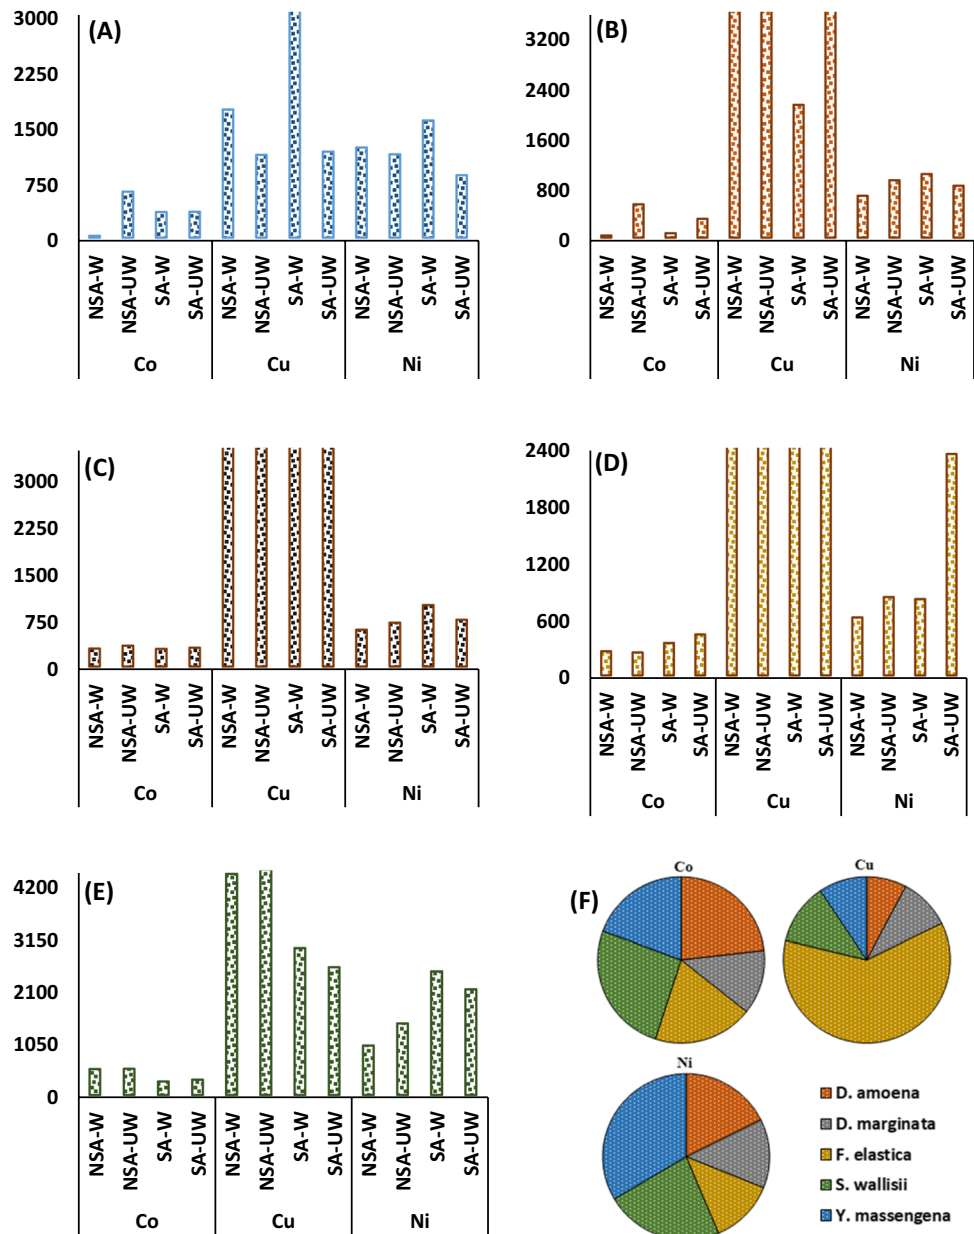 (A)
3000
2250
1500
750
0
NSA-W NSA-UW SA-W SA-UW NSA-W NSA-UW SA-W SA-UW NSA-W NSA-UW SA-W SA-UW
Co Cu Ni
(B)
3200
2400
1600
800
0
NSA-W NSA-UW SA-W SA-UW NSA-W NSA-UW SA-W SA-UW NSA-W NSA-UW SA-W SA-UW
Co Cu Ni
(C)
3000
2250
1500
750
0
NSA-W NSA-UW SA-W SA-UW NSA-W NSA-UW SA-W SA-UW NSA-W NSA-UW SA-W SA-UW
Co Cu Ni
(D)
2400
1800
1200
600
0
NSA-W NSA-UW SA-W SA-UW NSA-W NSA-UW SA-W SA-UW NSA-W NSA-UW SA-W SA-UW
Co Cu Ni
(E)
4200
3150
2100
1050
0
NSA-W NSA-UW SA-W SA-UW NSA-W NSA-UW SA-W SA-UW NSA-W NSA-UW SA-W SA-UW
Co Cu Ni
(F)
Co Cu
Ni
D. amoena
D. marginata
F. elastica
S. wallisii
Y. massengena